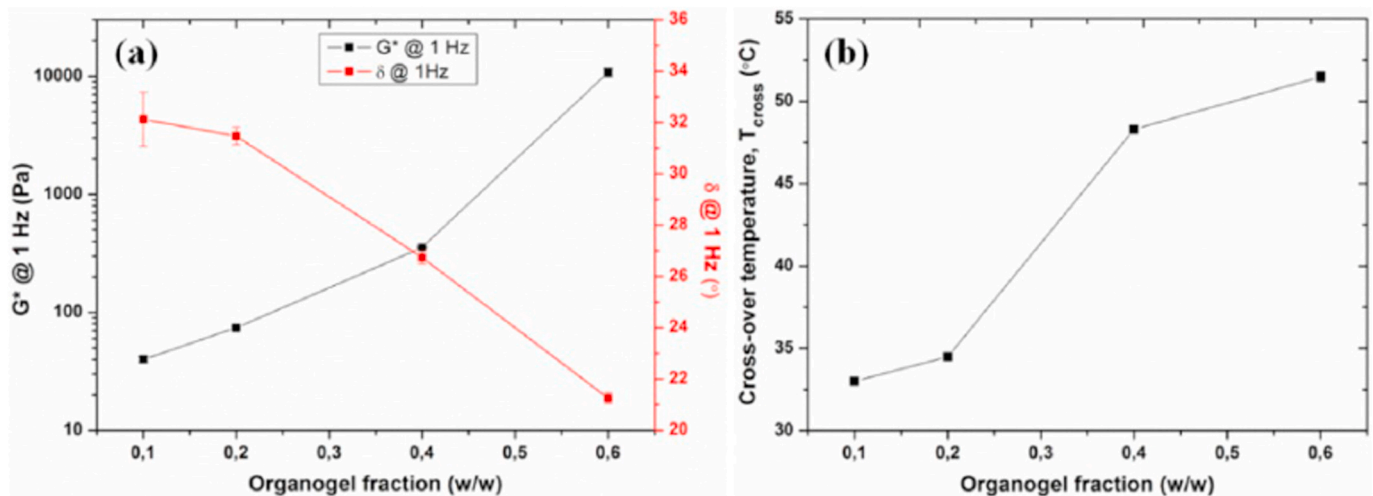 (a)
G* @ 1 Hz
δ @ 1Hz
G* @ 1 Hz (Pa)
10000
1000
100
10
36
34
32
30
28
26
24
22
21
20
δ @ 1 Hz (°)
0,1 0,2 0,3 0,4 0,5 0,6
Organogel fraction (w/w)
(b)
Cross-over temperature, Tcross (°C)
55
50
45
40
35
30
0,1 0,2 0,3 0,4 0,5 0,6
Organogel fraction (w/w)